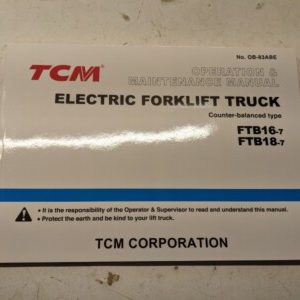 No. OB-93ABE
TCM
OPERATION &
MAINTENANCE MANUAL
ELECTRIC FORKLIFT TRUCK
Counter-balanced type
FTB16-7
FTB18-7
• It is the responsibility of the Operator & Supervisor to read and understand this manual.
• Protect the earth and be kind to your lift truck.
TCM CORPORATION